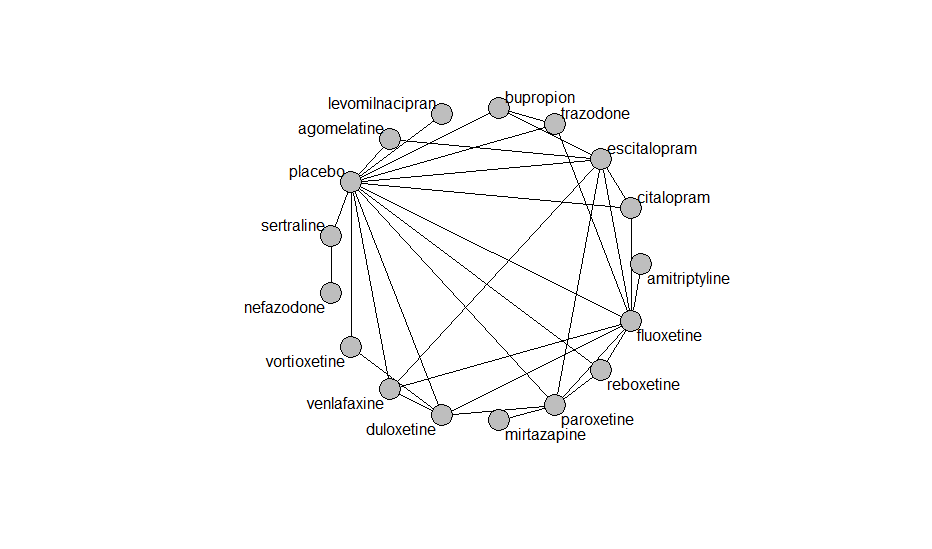 bupropion
levomilnacipran
trazodone
agomelatine
escitalopram
placebo
citalopram
sertraline
amitriptyline
nefazodone
fluoxetine
vortioxetine
reboxetine
venlafaxine
paroxetine
duloxetine
mirtazapine